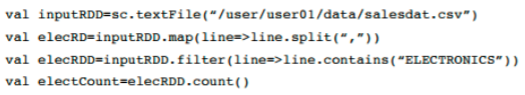 val inputRDD=sc.textFile(“/user/user01/data/salesdat.csv”)
val elecRD=inputRDD.map(line=>line.split(“,”))
val elecRDD=inputRDD.filter(line=>line.contains(“ELECTRONICS”))
val electCount=elecRDD.count()